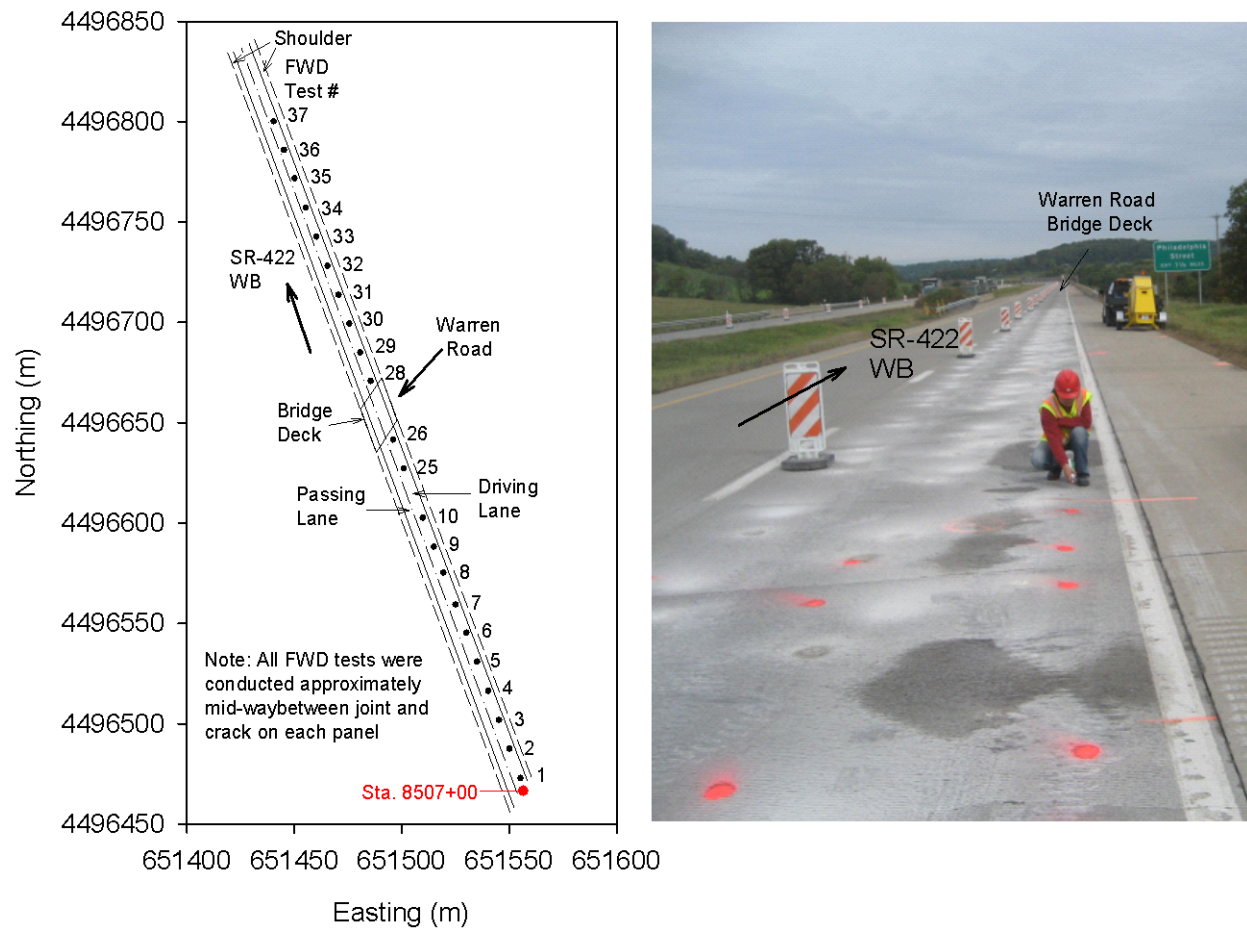 4496850
4496800
4496750
4496700
4496650
4496600
4496550
4496500
4496450
Northing (m)
651400
651450
651500
651550
651600
Easting (m)
Shoulder
FWD
Test #
37
36
35
34
33
32
31
30
29
28
26
25
10
9
8
7
6
5
4
3
2
1
SR-422
WB
Warren
Road
Bridge
Deck
Passing
Lane
Driving
Lane
Note: All FWD tests were
conducted approximately
mid-waybetween joint and
crack on each panel
Sta. 8507+00
Warren Road
Bridge Deck
Philadelphia
Street
SR-422
WB